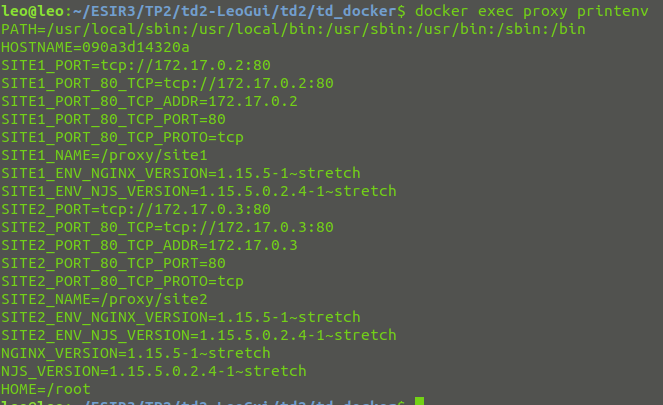 leo@leo:~/ESIR3/TP2/td2-LeoGui/td2/td_docker$ docker exec proxy printenv
PATH=/usr/local/sbin:/usr/local/bin:/usr/sbin:/usr/bin:/sbin:/bin
HOSTNAME=090a3d14320a
SITE1_PORT=tcp://172.17.0.2:80
SITE1_PORT_80_TCP=tcp://172.17.0.2:80
SITE1_PORT_80_TCP_ADDR=172.17.0.2
SITE1_PORT_80_TCP_PORT=80
SITE1_PORT_80_TCP_PROTO=tcp
SITE1_NAME=/proxy/site1
SITE1_ENV_NGINX_VERSION=1.15.5-1~stretch
SITE1_ENV_NJS_VERSION=1.15.5.0.2.4-1~stretch
SITE2_PORT=tcp://172.17.0.3:80
SITE2_PORT_80_TCP=tcp://172.17.0.3:80
SITE2_PORT_80_TCP_ADDR=172.17.0.3
SITE2_PORT_80_TCP_PORT=80
SITE2_PORT_80_TCP_PROTO=tcp
SITE2_NAME=/proxy/site2
SITE2_ENV_NGINX_VERSION=1.15.5-1~stretch
SITE2_ENV_NJS_VERSION=1.15.5.0.2.4-1~stretch
NGINX_VERSION=1.15.5-1~stretch
NJS_VERSION=1.15.5.0.2.4-1~stretch
HOME=/root
leo@leo:~/ESIR3/TP2/td2-LeoGui/td2/td_docker$